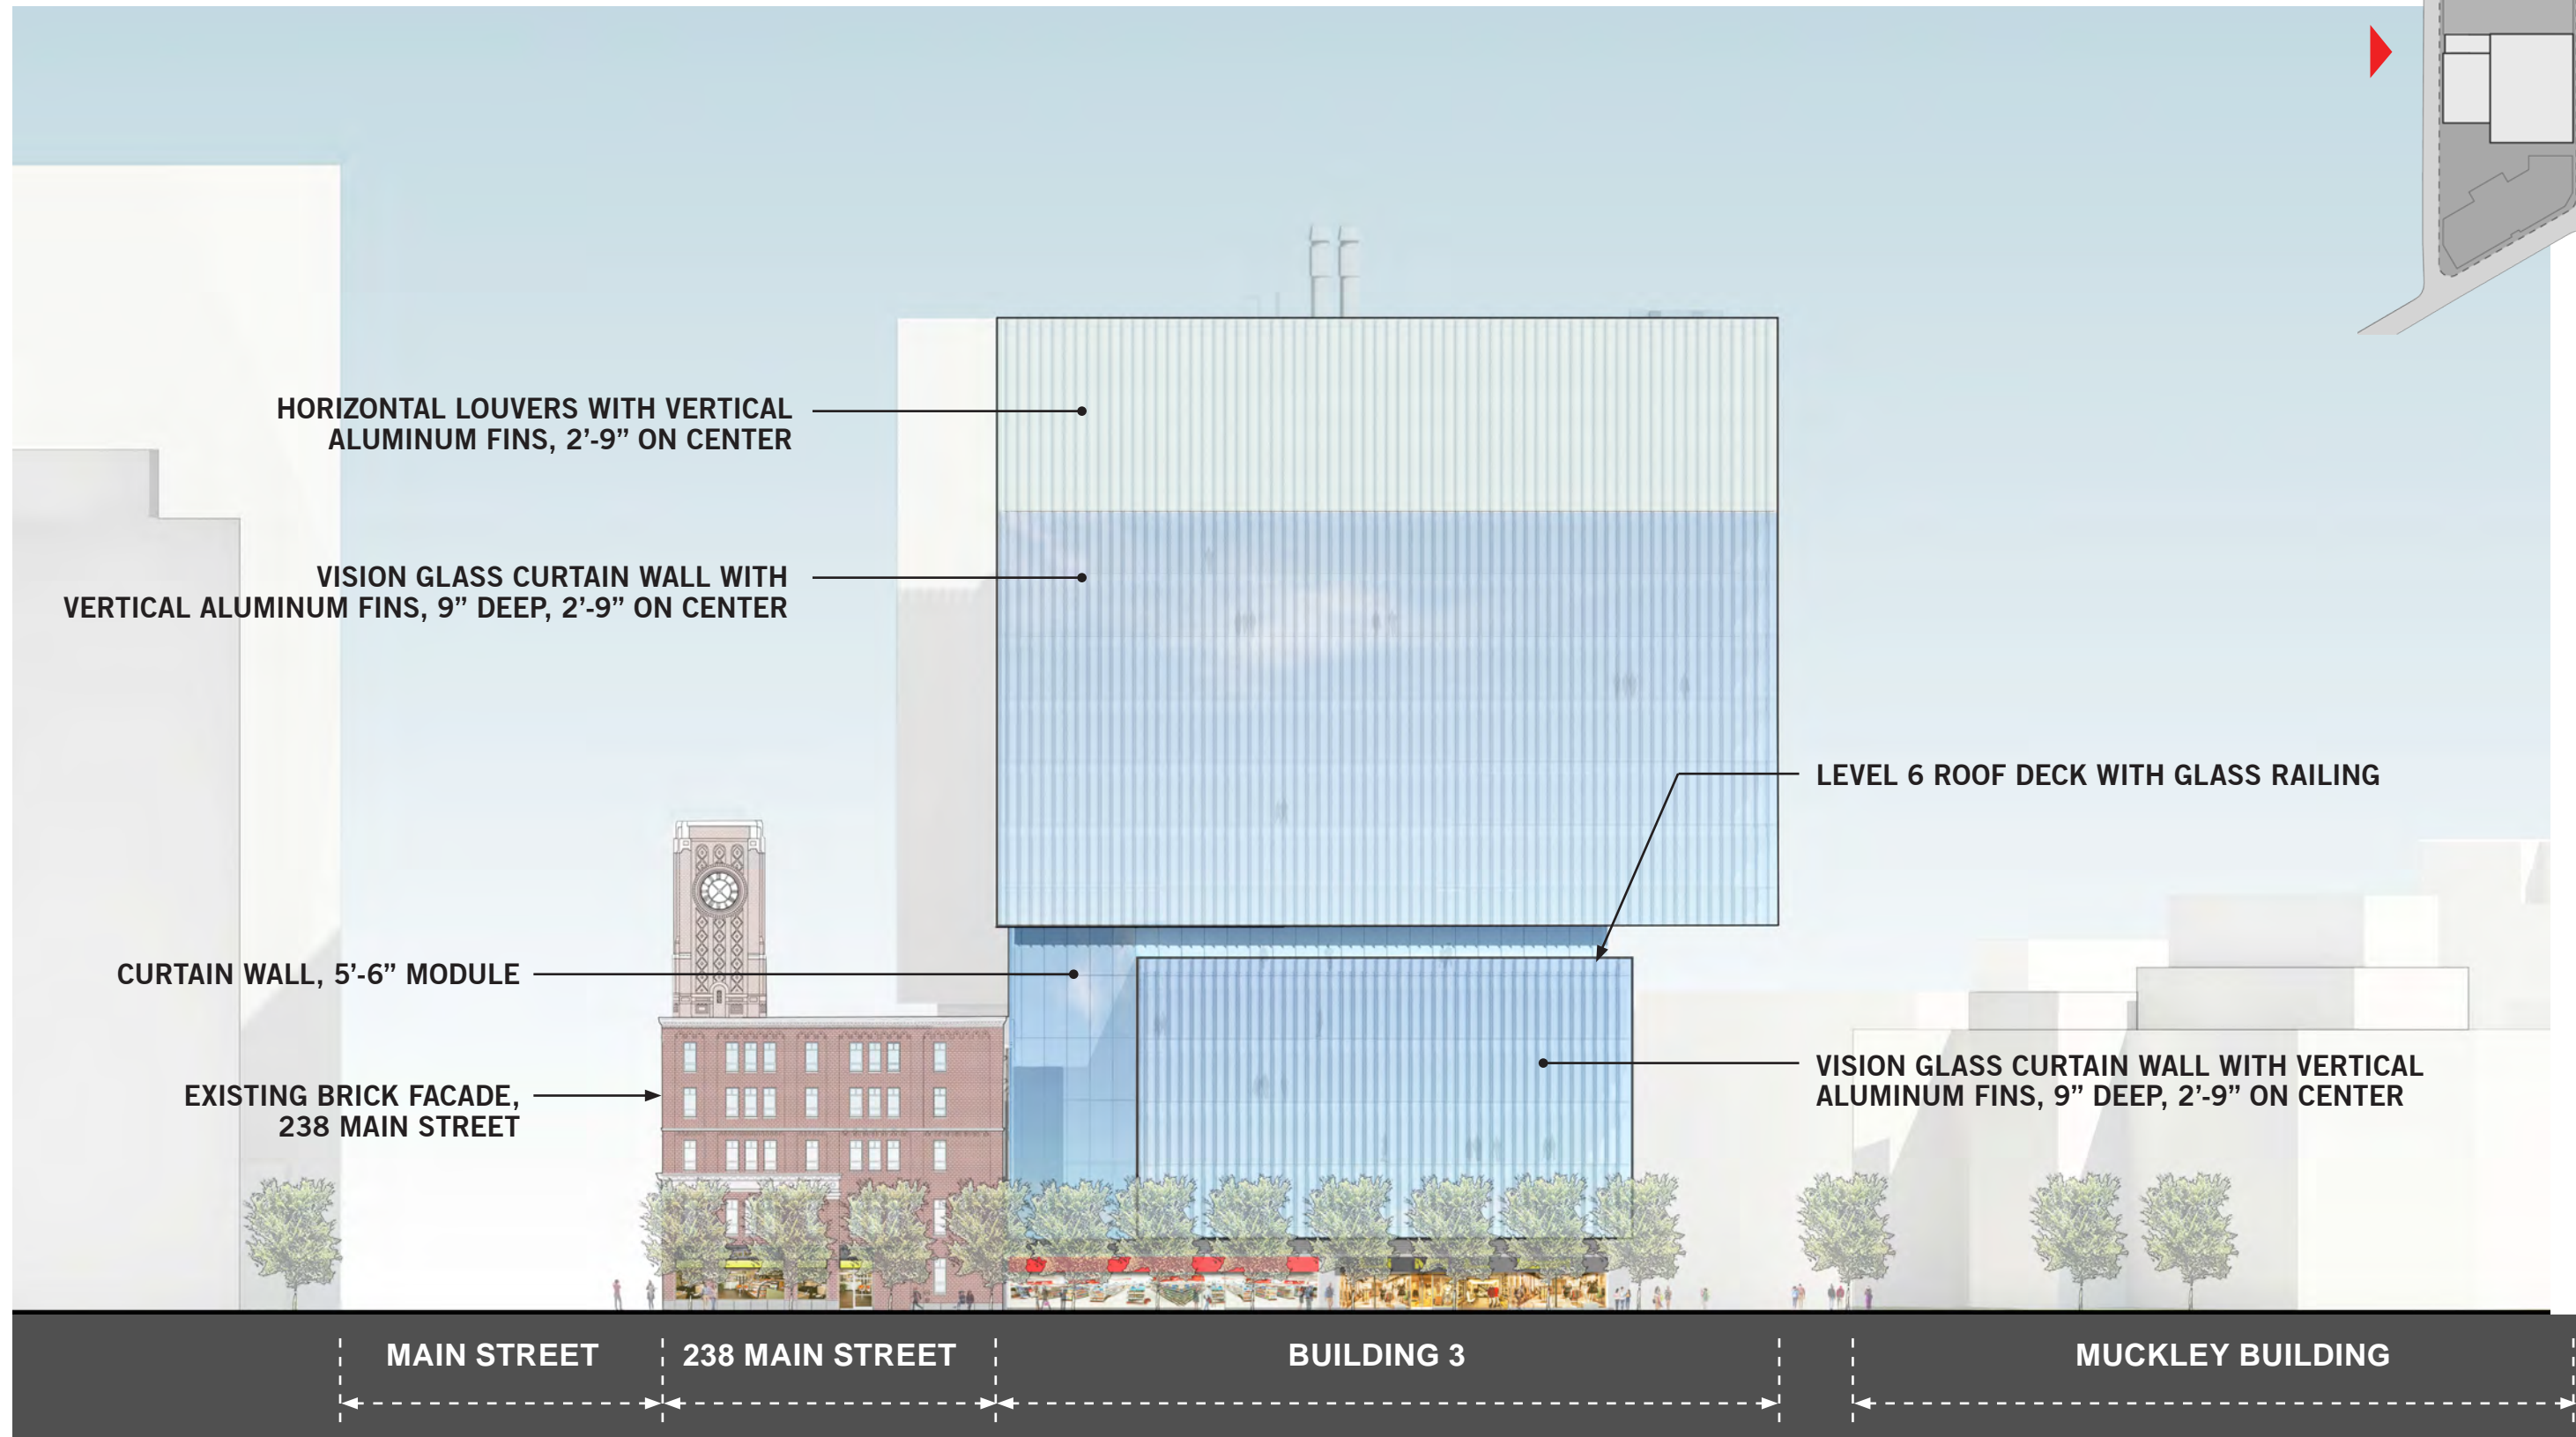 HORIZONTAL LOUVERS WITH VERTICAL
ALUMINUM FINS, 2’-9” ON CENTER
VISION GLASS CURTAIN WALL WITH
VERTICAL ALUMINUM FINS, 9” DEEP, 2’-9” ON CENTER
LEVEL 6 ROOF DECK WITH GLASS RAILING
CURTAIN WALL, 5’-6” MODULE
VISION GLASS CURTAIN WALL WITH VERTICAL
ALUMINUM FINS, 9” DEEP, 2’-9” ON CENTER
EXISTING BRICK FACADE,
238 MAIN STREET
MAIN STREET
238 MAIN STREET
BUILDING 3
MUCKLEY BUILDING